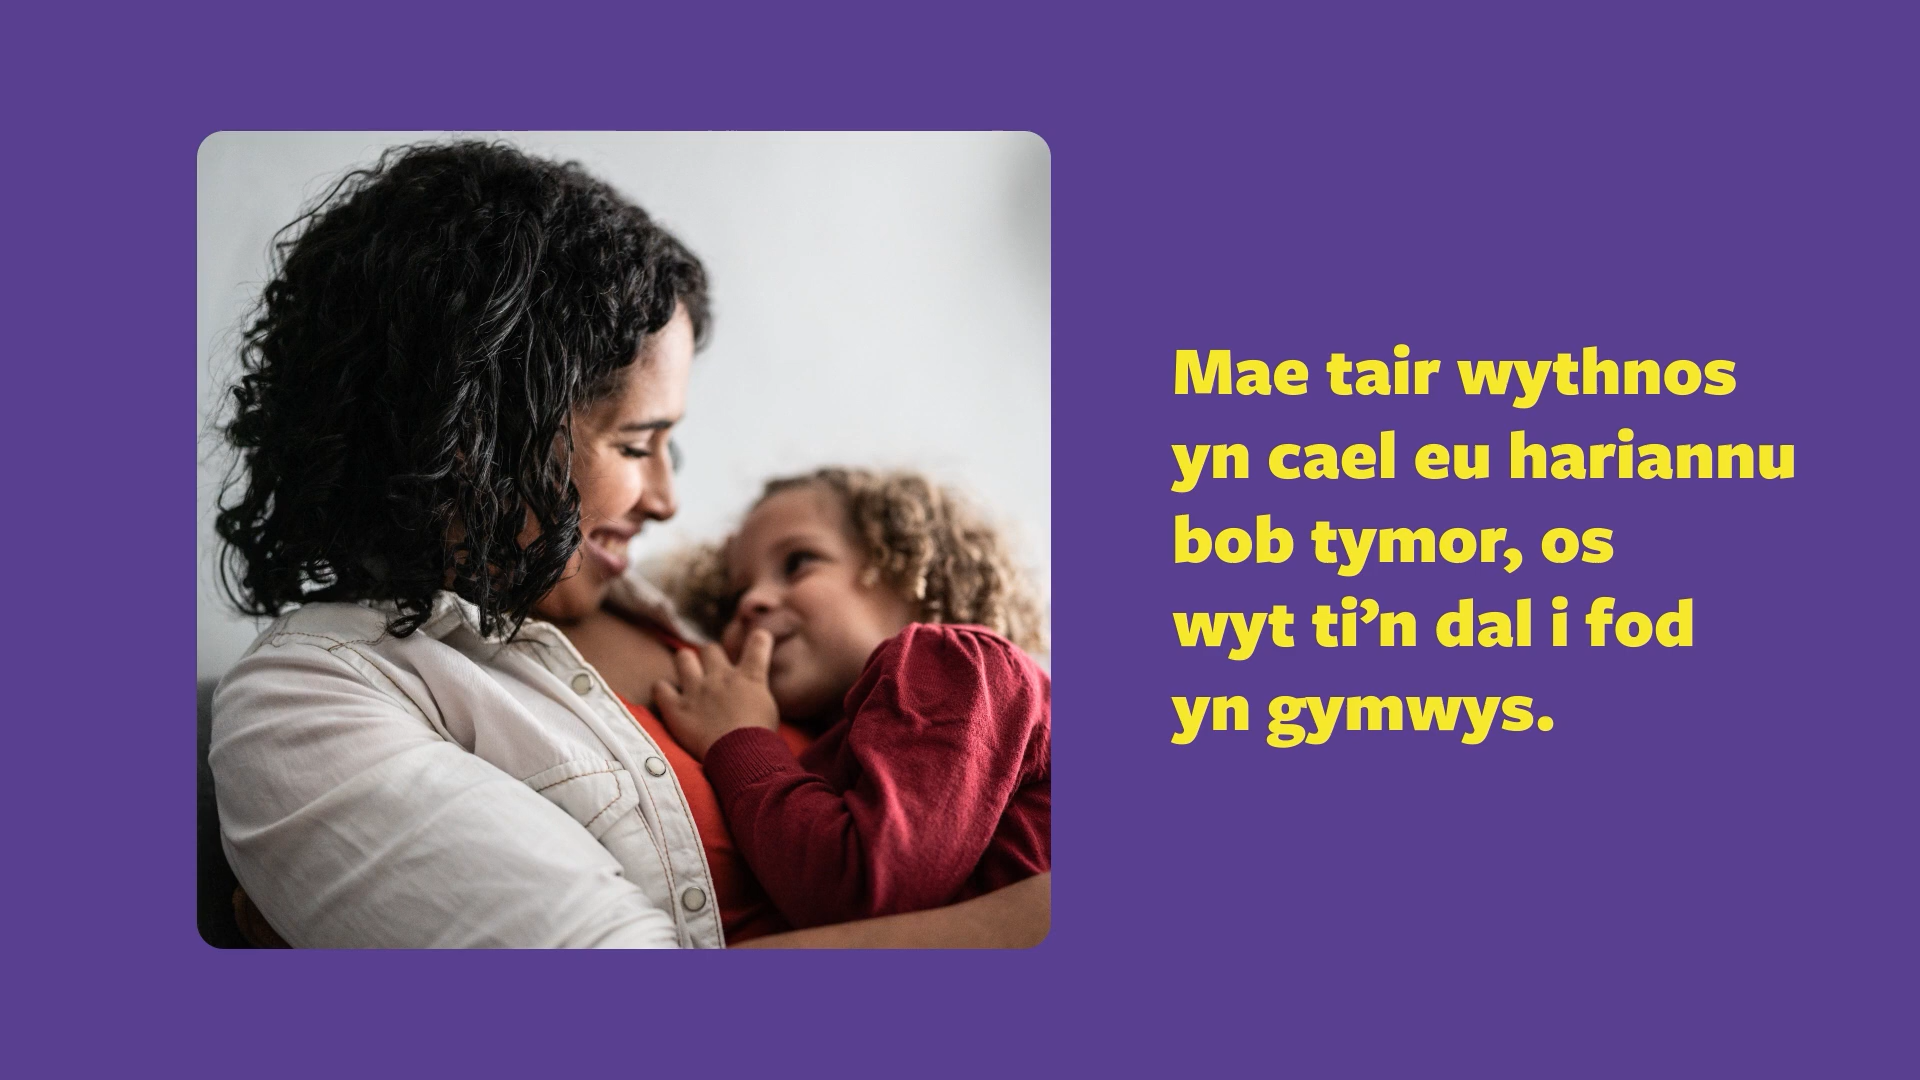 Mae tair wythnos
yn cael eu hariannu
bob tymor, os
wyt ti’n dal i fod
yn gymwys.